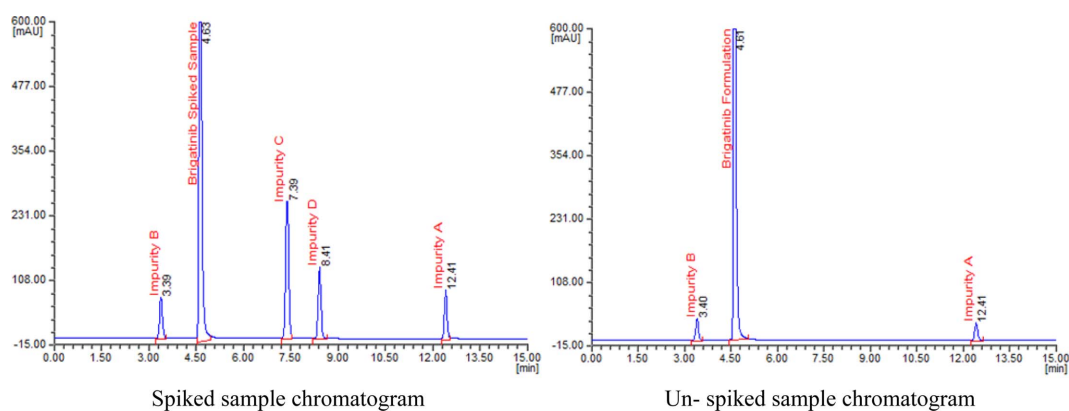 600.00
[mAU]
477.00
354.00
231.00
108.00
-15.00
0.00 1.50 3.00 4.50 6.00 7.50 9.00 10.50 12.00 13.50 15.00
[min]
Impurity B
3.39
Brigatinib Spiked Sample
4.63
Impurity C
7.39
Impurity D
8.41
Impurity A
12.41
Spiked sample chromatogram
600.00
[mAU]
477.00
354.00
231.00
108.00
-15.00
0.00 1.50 3.00 4.50 6.00 7.50 9.00 10.50 12.00 13.50 15.00
[min]
Impurity B
3.40
Brigatinib Formulation
4.61
Impurity A
12.41
Un- spiked sample chromatogram